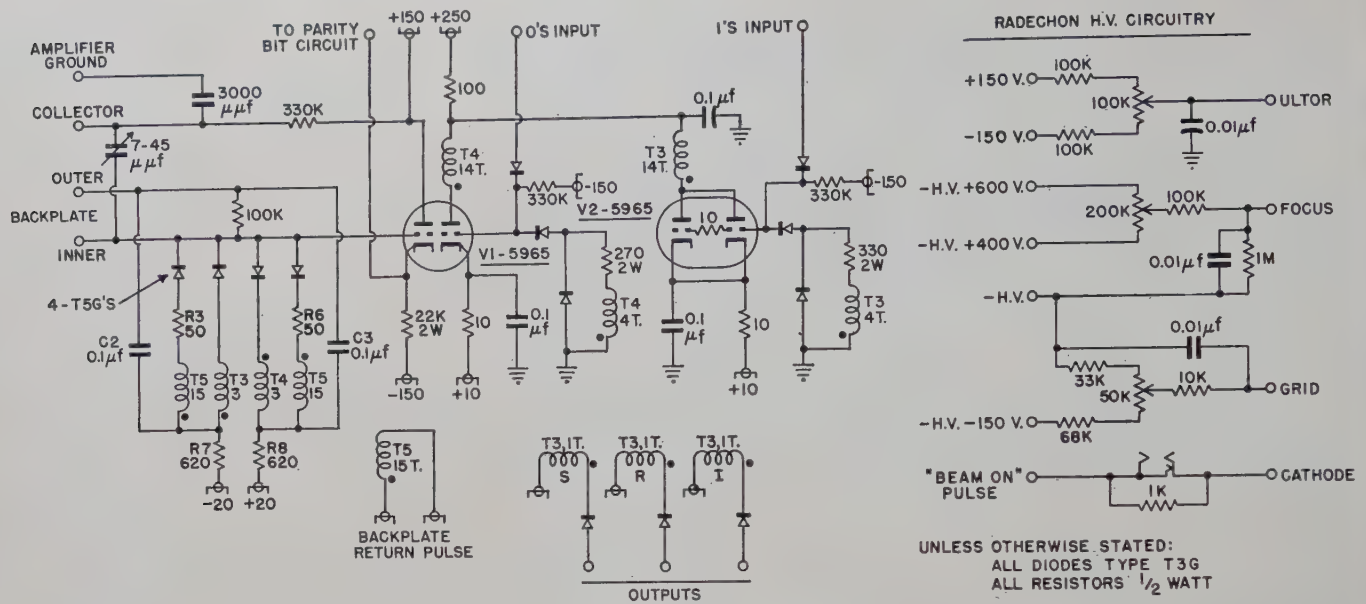 TO PARITY
BIT CIRCUIT
+150 +250
O'S INPUT
I'S INPUT
RADECHON H.V. CIRCUITRY
AMPLIFIER
GROUND
3000
μμf
COLLECTOR
330K
7-45
μμf
OUTER
BACKPLATE
INNER
100K
100
T4
14T.
0.1μf
T3
14T.
330K
-150
330K
-150
V2-5965
V1-5965
10
270
2W
T4
4T.
330
2W
T3
4T.
4-T5G'S
R3
50
R6
50
C2
0.1μf
C3
0.1μf
T5
15
T3
3
T4
3
T5
15
R7
620
R8
620
-20
+20
22K
2W
10
0.1
μf
-150
+10
0.1
μf
10
+10
T5
15T.
BACKPLATE
RETURN PULSE
T3,1T.
S
T3,1T.
R
T3,1T.
I
OUTPUTS
+150 V.
100K
100K
ULTOR
0.01μf
-150 V.
100K
-H.V. +600 V.
200K
100K
FOCUS
-H.V. +400 V.
0.01μf
1M
-H.V.
0.01μf
33K
50K
10K
GRID
-H.V. -150 V.
68K
"BEAM ON"
PULSE
1K
CATHODE
UNLESS OTHERWISE STATED:
ALL DIODES TYPE T3G
ALL RESISTORS 1/2 WATT